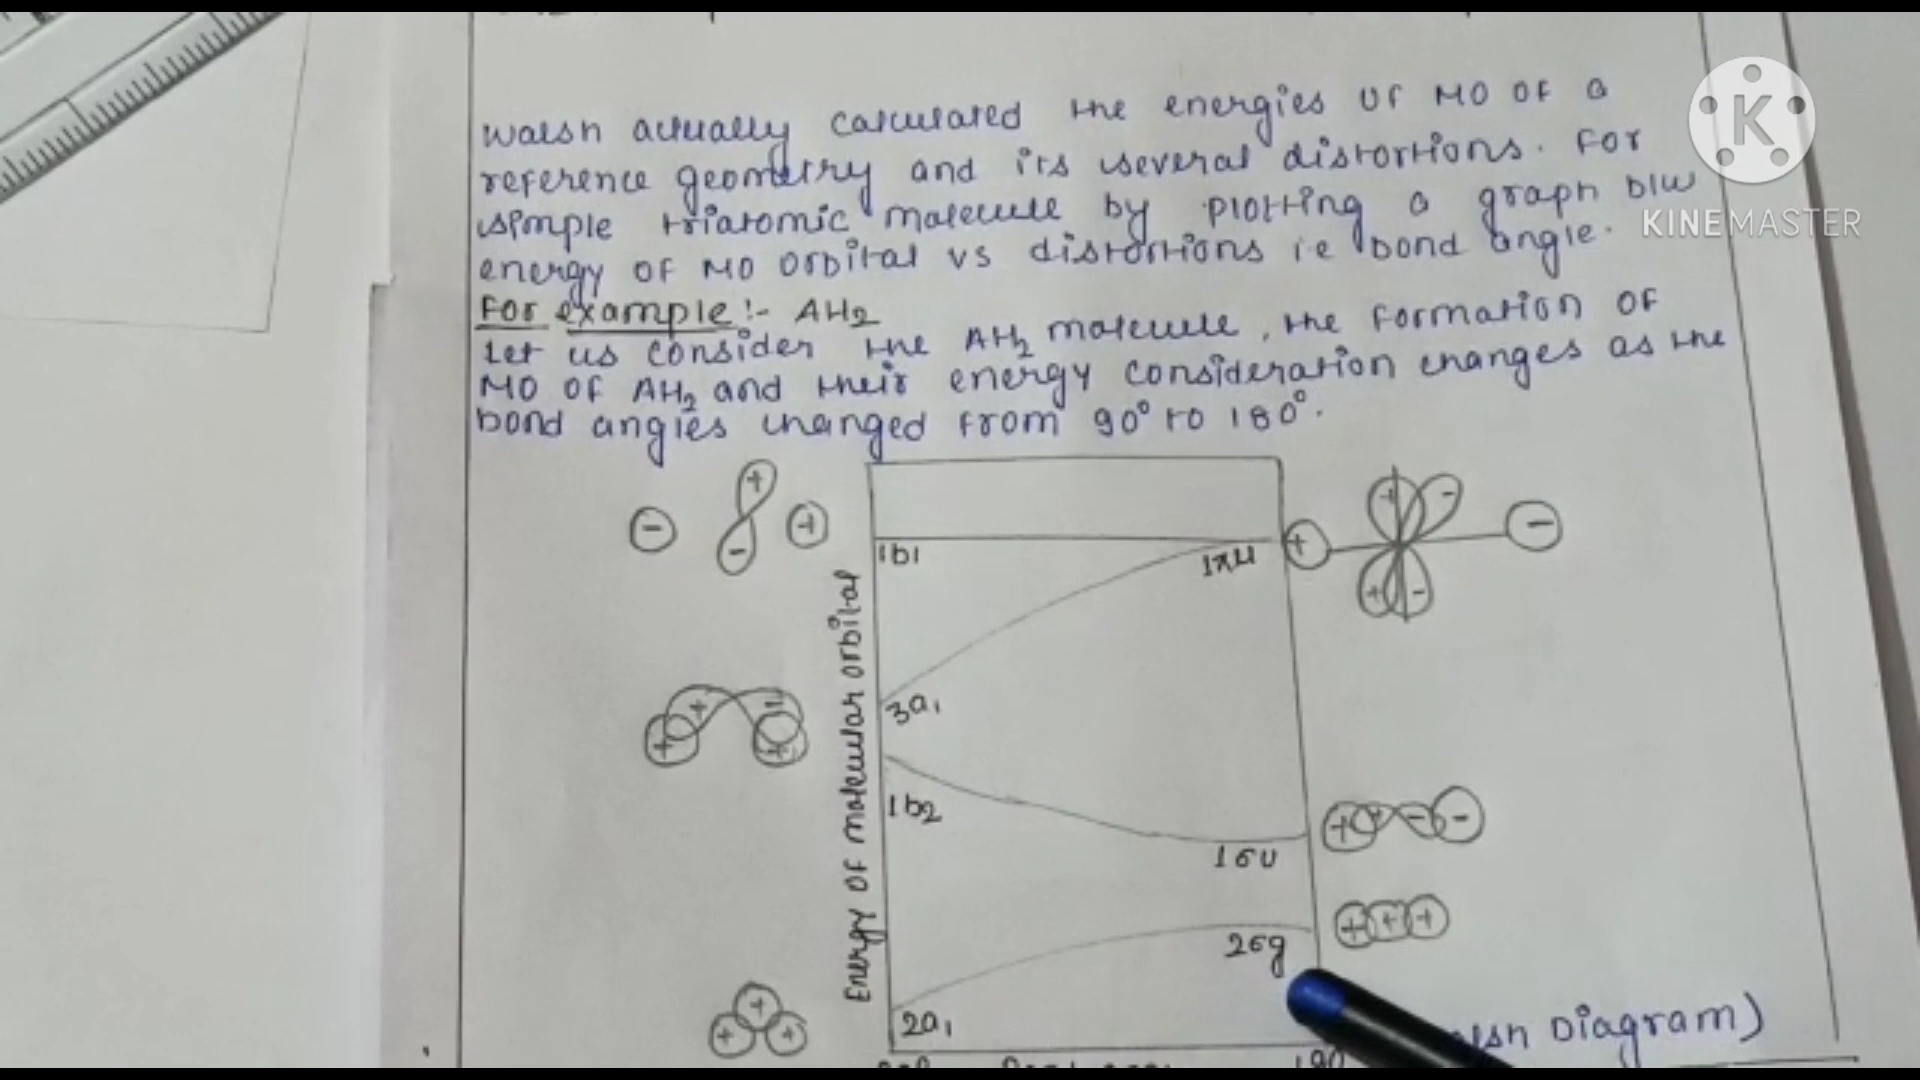 Walsh actually calculated the energies of MO of a
reference geometry and its several distortions. For
simple triatomic molecule by plotting a graph b/w
energy of MO orbital vs distortions i.e bond angle.
For example :- AH2
Let us consider the AH2 molecule, the formation of
MO of AH2 and their energy consideration changes as the
bond angles changed from 90° to 180°.
K
KINEMASTER
Energy of molecular orbital
1b1
1πu
3a1
1b2
1σu
2σg
2a1
+
-
- +
+ -
+ -
+ -
+ -
+ +
+ + - -
+ + +
+
+ +
Diagram)